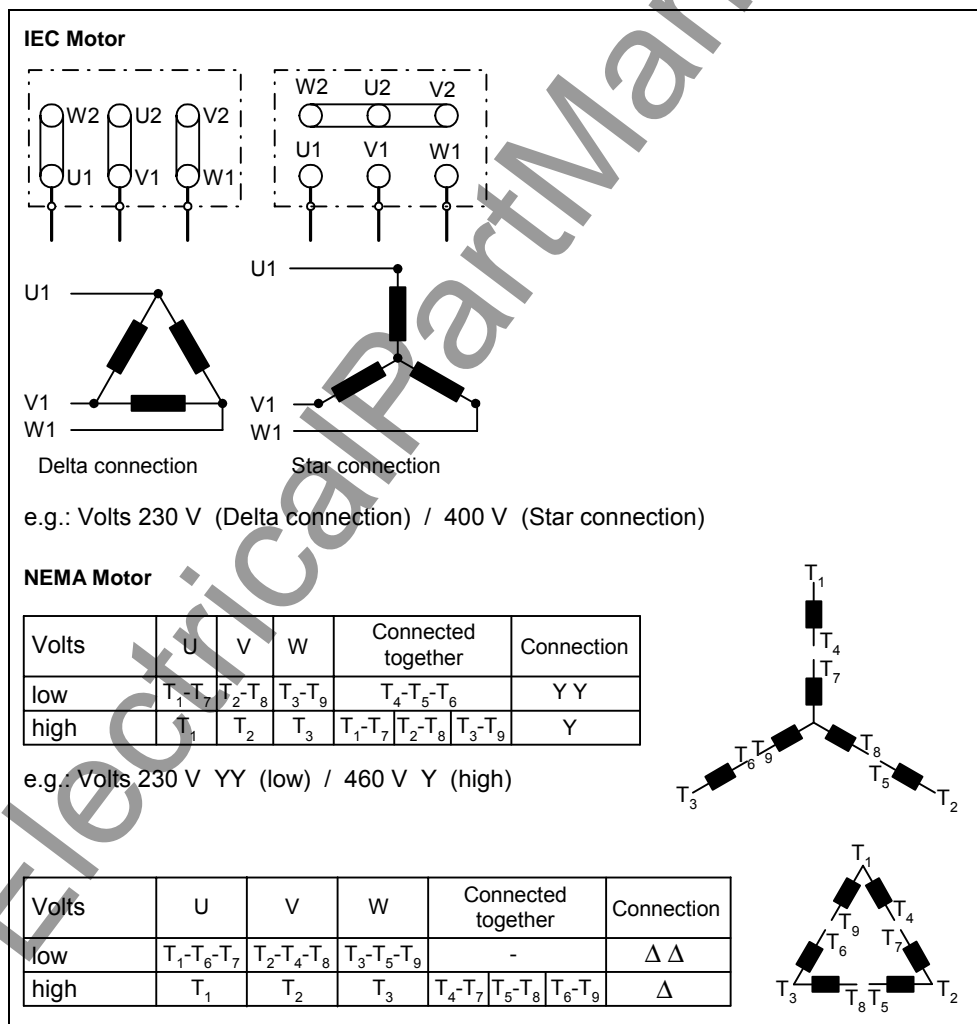 IEC Motor
W2 U2 V2
U1 V1 W1
W2 U2 V2
U1 V1 W1
U1
V1
W1
Delta connection
U1
V1
W1
Star connection
e.g.: Volts 230 V (Delta connection) / 400 V (Star connection)
NEMA Motor
Volts U V W Connected together Connection
low T1-T7 T2-T8 T3-T9 T4-T5-T6 Y Y
high T1 T2 T3 T1-T7 T2-T8 T3-T9 Y
e.g.: Volts 230 V YY (low) / 460 V Y (high)
T1
T4
T7
T6 T9 T8
T5
T3 T2
Volts U V W Connected together Connection
low T1-T6-T7 T2-T4-T8 T3-T5-T9 - Δ Δ
high T1 T2 T3 T4-T7 T5-T8 T6-T9 Δ
T1
T9 T4
T6 T7
T3 T8 T5 T2
ElectricalPartMan